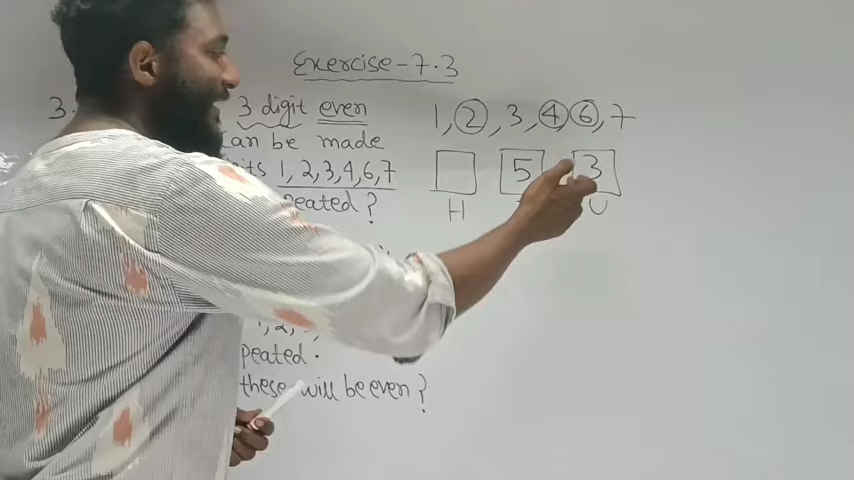 Exercise-7.3
3.
3 digit even
can be made
1, 2, 3, 4, 6, 7
peated ?
peated.
these will be even ?
1, 2, 3, 4, 6, 7
5 3
H U